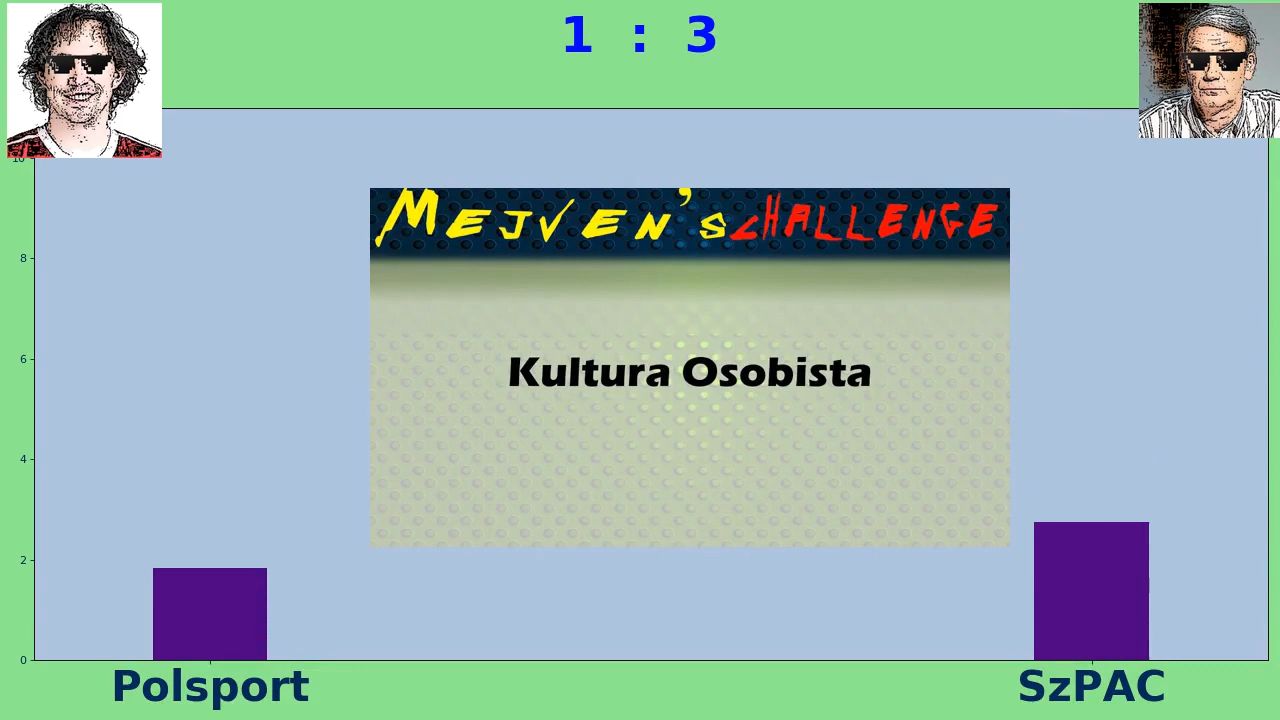 1 : 3
Mejven's cHALLENGE
Kultura Osobista
10
8
6
4
2
0
Polsport
SzPAC